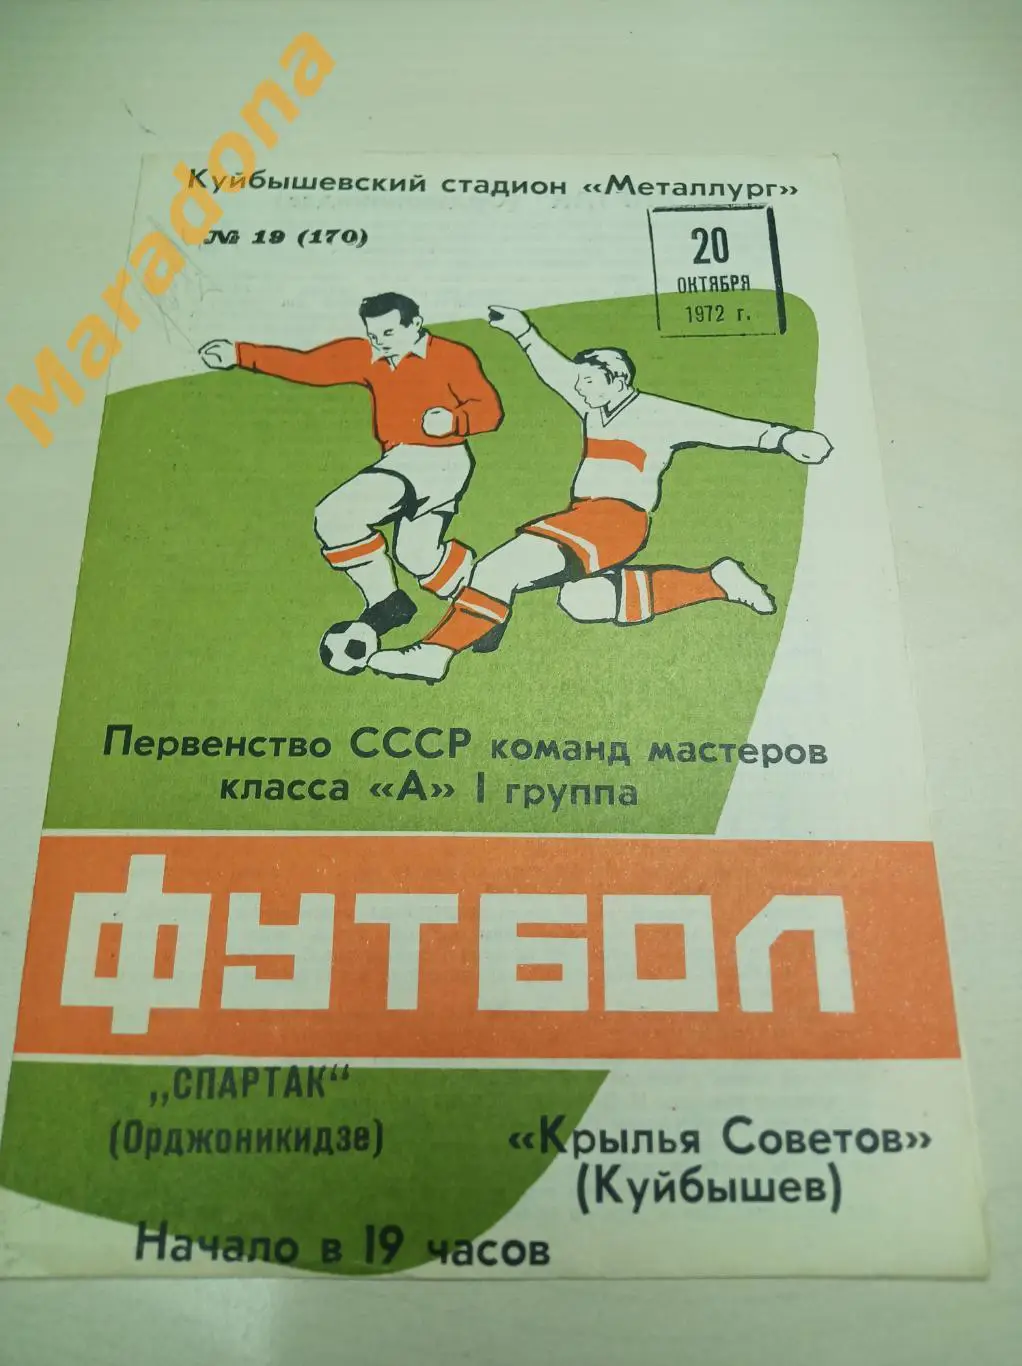 Maradona
Куйбышевский стадион «Металлург»
№ 19 (170)
20
ОКТЯБРЯ
1972 г.
Первенство СССР команд мастеров
класса «А» I группа
ФУТБОЛ
„СПАРТАК"
(Орджоникидзе)
«Крылья Советов»
(Куйбышев)
Начало в 19 часов